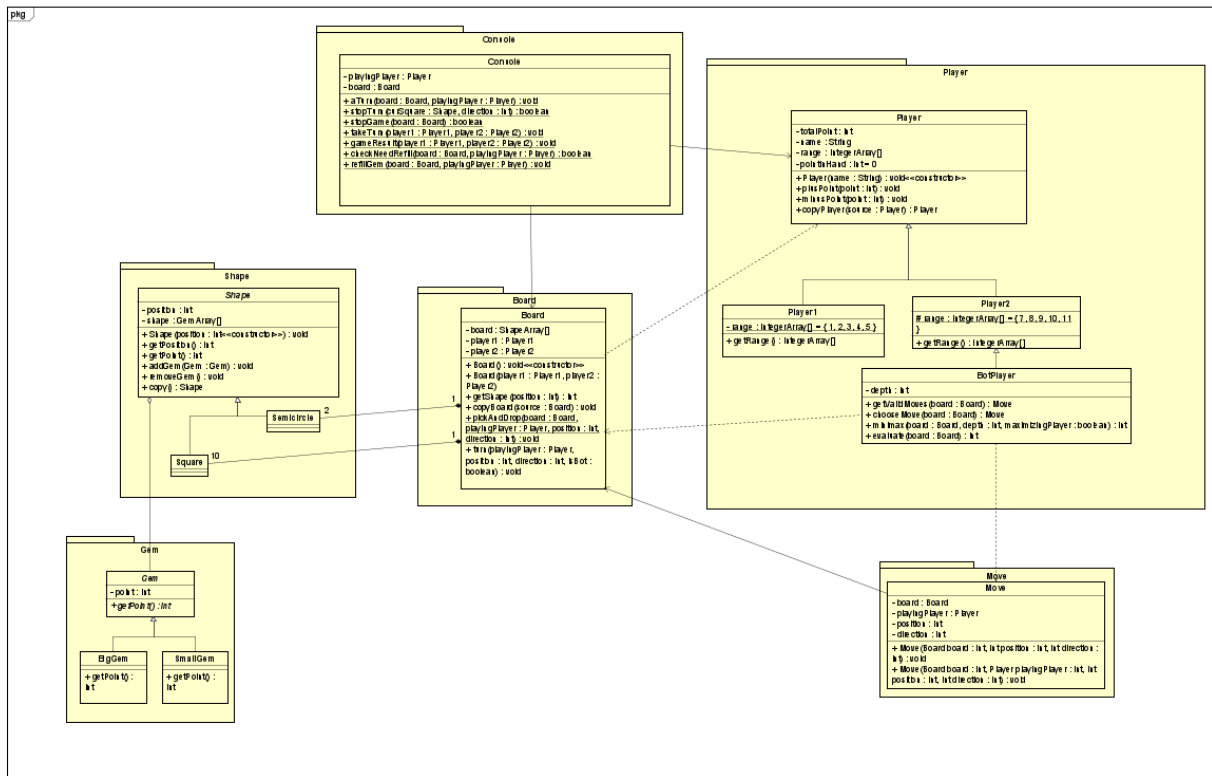 pkg
Console
Console
- playingPlayer : Player
- board : Board
+ aTurn(board : Board, playingPlayer : Player) : void
+ stopTurn(curSquare : Shape, direction : int) : boolean
+ stopGame(board : Board) : boolean
+ takeTurn(player1 : Player1, player2 : Player2) : void
+ gameResult(player1 : Player1, player2 : Player2) : void
+ checkNeedRefill(board : Board, playingPlayer : Player) : boolean
+ refillGem(board : Board, playingPlayer : Player) : void
Player
Player
- totalPoint : int
- name : String
- range : IntegerArray[]
- pointInHand : int = 0
+ Player(name : String) : void<<constructor>>
+ plusPoint(point : int) : void
+ minusPoint(point : int) : void
+ copyPlayer(source : Player) : Player
Player1
- range : IntegerArray[] = { 1, 2, 3, 4, 5 }
+ getRange() : IntegerArray[]
Player2
# range : IntegerArray[] = { 7, 8, 9, 10, 11
}
+ getRange() : IntegerArray[]
BotPlayer
- depth : int
+ getValidMoves(board : Board) : Move
+ choose Move(board : Board) : Move
+ minimax(board : Board, depth : int, maximizingPlayer : boolean) : int
+ evaluate(board : Board) : int
Shape
Shape
- position : int
- shape : GemArray[]
+ Shape(position : int<<constructor>>) : void
+ getPosition() : int
+ getPoint() : int
+ addGem(Gem : Gem) : void
+ removeGem() : void
+ copy() : Shape
Semicircle
2
1
Square
10
1
Board
Board
- board : ShapeArray[]
- player1 : Player1
- player2 : Player2
+ Board() : void<<constructor>>
+ Board(player1 : Player1, player2 :
Player2)
+ getShape(position : int) : int
+ copyBoard(source : Board) : void
+ pickAndDrop(board : Board,
playingPlayer : Player, position : int,
direction : int) : void
+ turn(playingPlayer : Player,
position : int, direction : int, isBot :
boolean) : void
Gem
Gem
- point : int
+ getPoint() : int
BigGem
+ getPoint() :
int
SmallGem
+ getPoint() :
int
Move
Move
- board : Board
- playingPlayer : Player
- position : int
- direction : int
+ Move(Board board : int, int position : int, int direction :
int) : void
+ Move(Board board : int, Player playingPlayer : int, int
position : int, int direction : int) : void